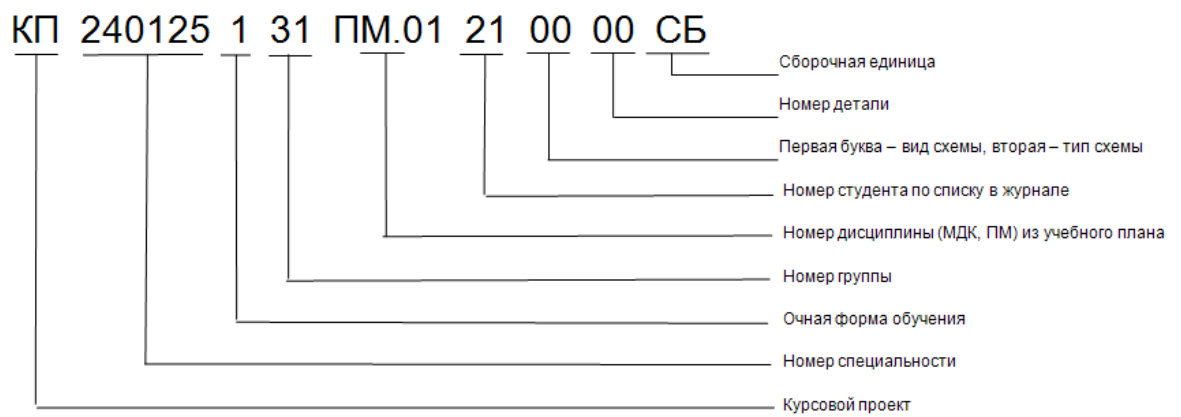 КП 240125 1 31 ПМ.01 21 00 00 СБ
Сборочная единица
Номер детали
Первая буква – вид схемы, вторая – тип схемы
Номер студента по списку в журнале
Номер дисциплины (МДК, ПМ) из учебного плана
Номер группы
Очная форма обучения
Номер специальности
Курсовой проект